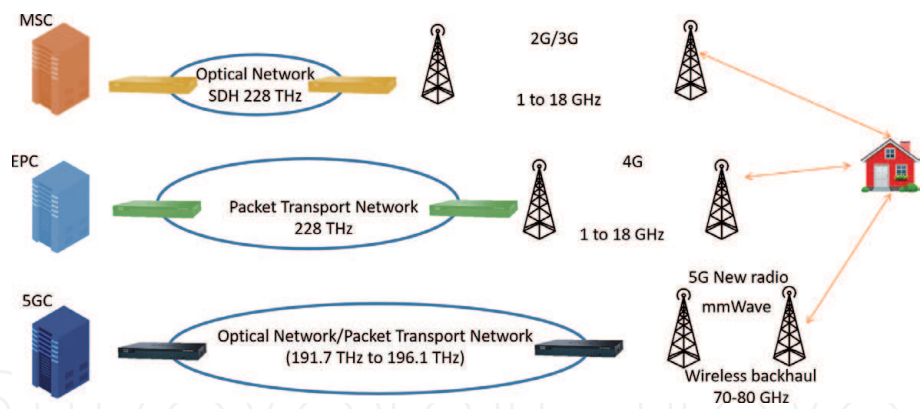 MSC
2G/3G
Optical Network
SDH 228 THz
1 to 18 GHz
EPC
4G
Packet Transport Network
228 THz
1 to 18 GHz
5G New radio
5GC
mmWave
Optical Network/Packet Transport Network
(191.7 THz to 196.1 THz)
Wireless backhaul
70-80 GHz